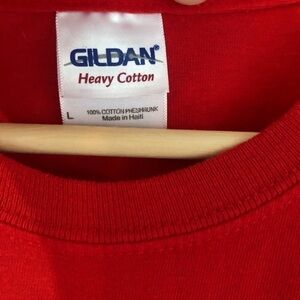 GILDAN®
Heavy Cotton
L
100% COTTON PRESHRUNK
Made in Haiti